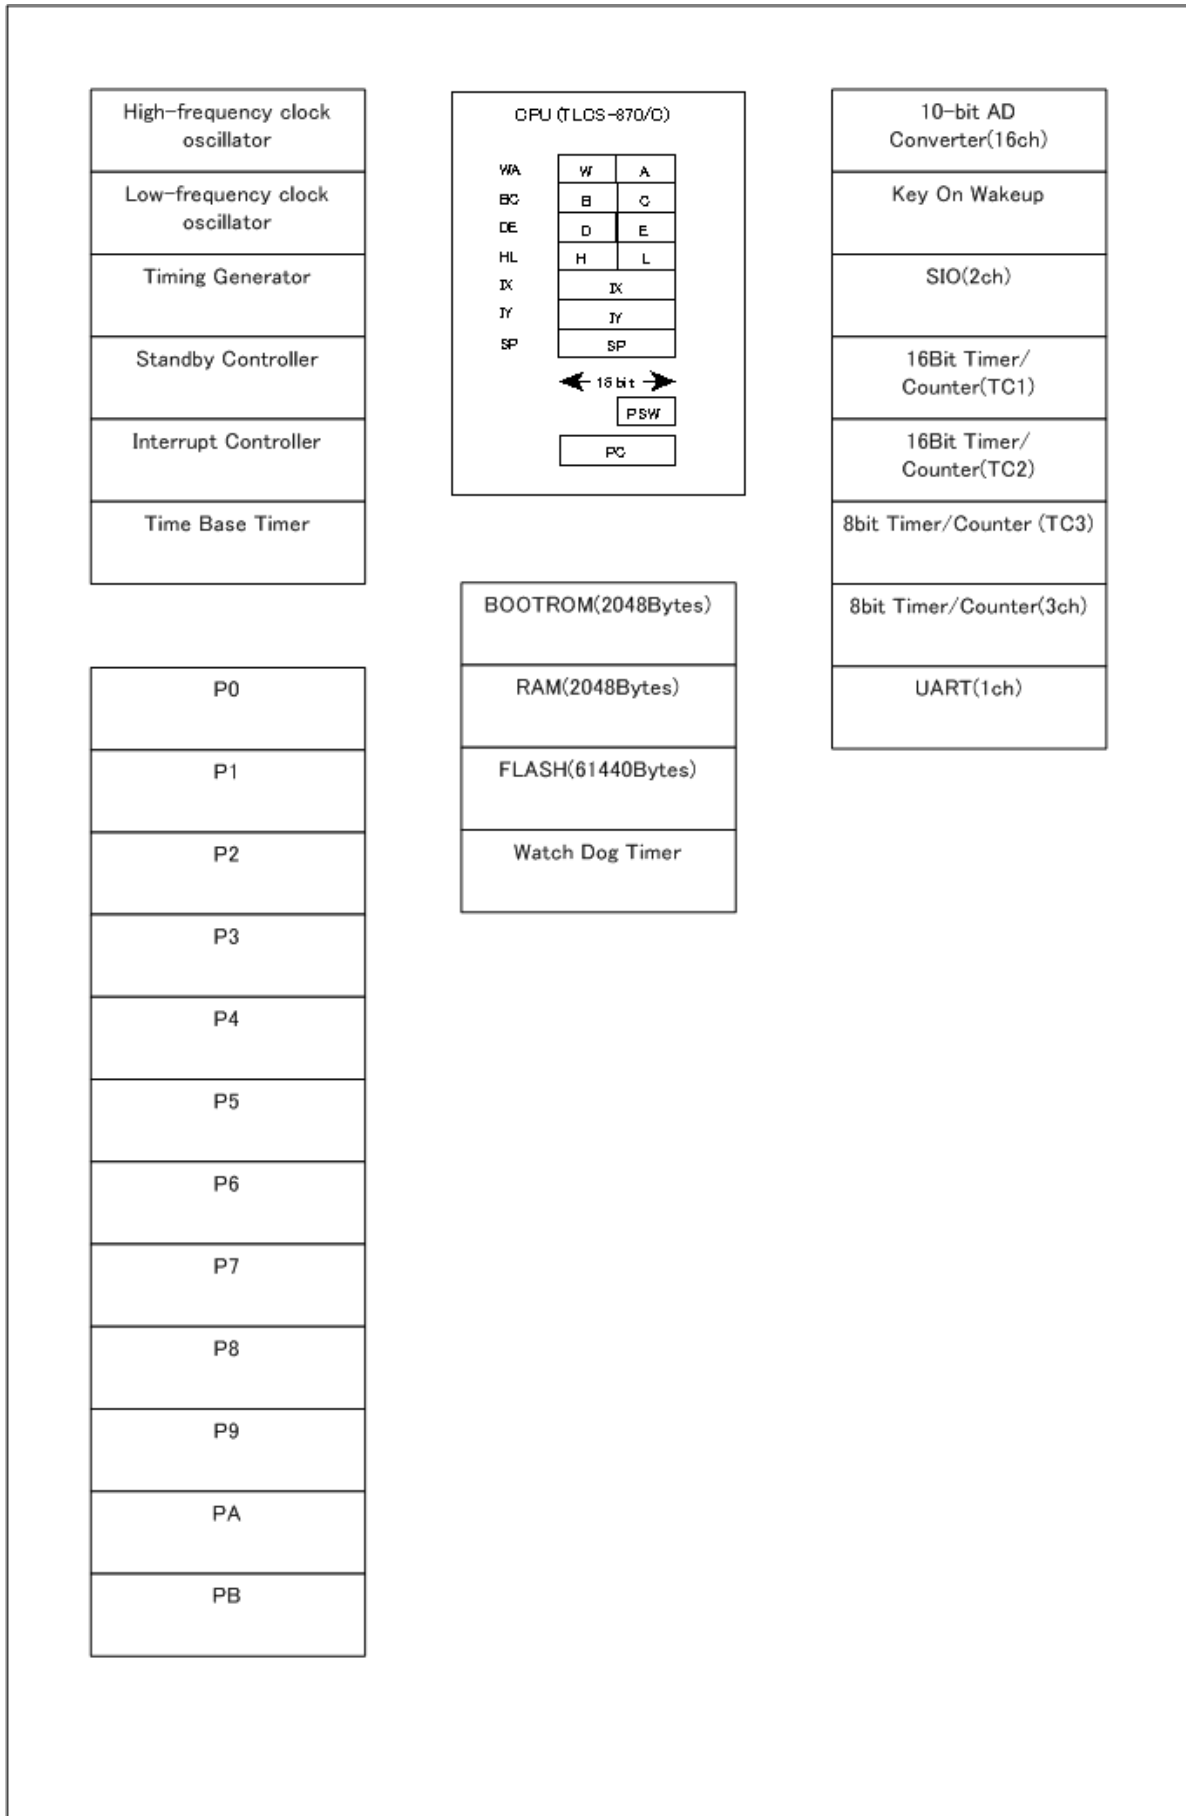 High-frequency clock
oscillator
Low-frequency clock
oscillator
Timing Generator
Standby Controller
Interrupt Controller
Time Base Timer
P0
P1
P2
P3
P4
P5
P6
P7
P8
P9
PA
PB
CPU (TLCS-870/C)
WA W A
BC B C
DE D E
HL H L
IX IX
IY IY
SP SP
16 bit
PSW
PC
BOOTROM(2048Bytes)
RAM(2048Bytes)
FLASH(61440Bytes)
Watch Dog Timer
10-bit AD
Converter(16ch)
Key On Wakeup
SIO(2ch)
16Bit Timer/
Counter(TC1)
16Bit Timer/
Counter(TC2)
8bit Timer/Counter (TC3)
8bit Timer/Counter(3ch)
UART(1ch)